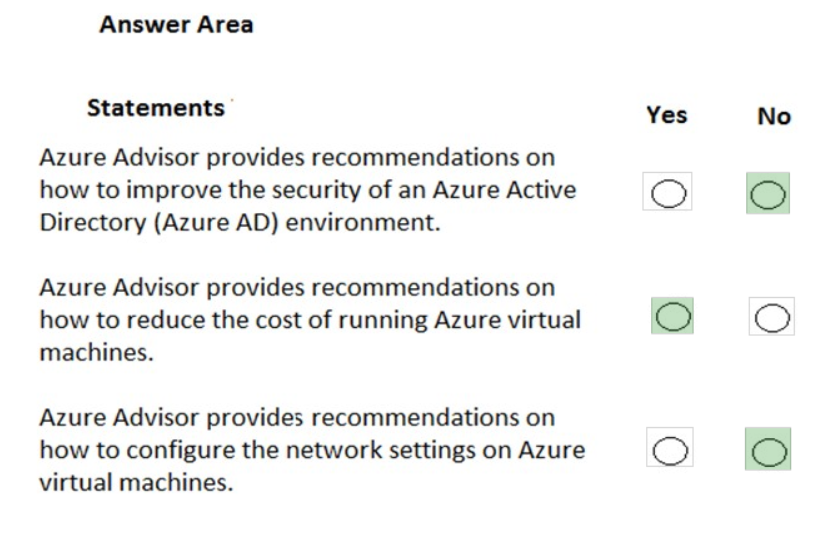 Answer Area
Statements Yes No
Azure Advisor provides recommendations on
how to improve the security of an Azure Active
Directory (Azure AD) environment.
Azure Advisor provides recommendations on
how to reduce the cost of running Azure virtual
machines.
Azure Advisor provides recommendations on
how to configure the network settings on Azure
virtual machines.